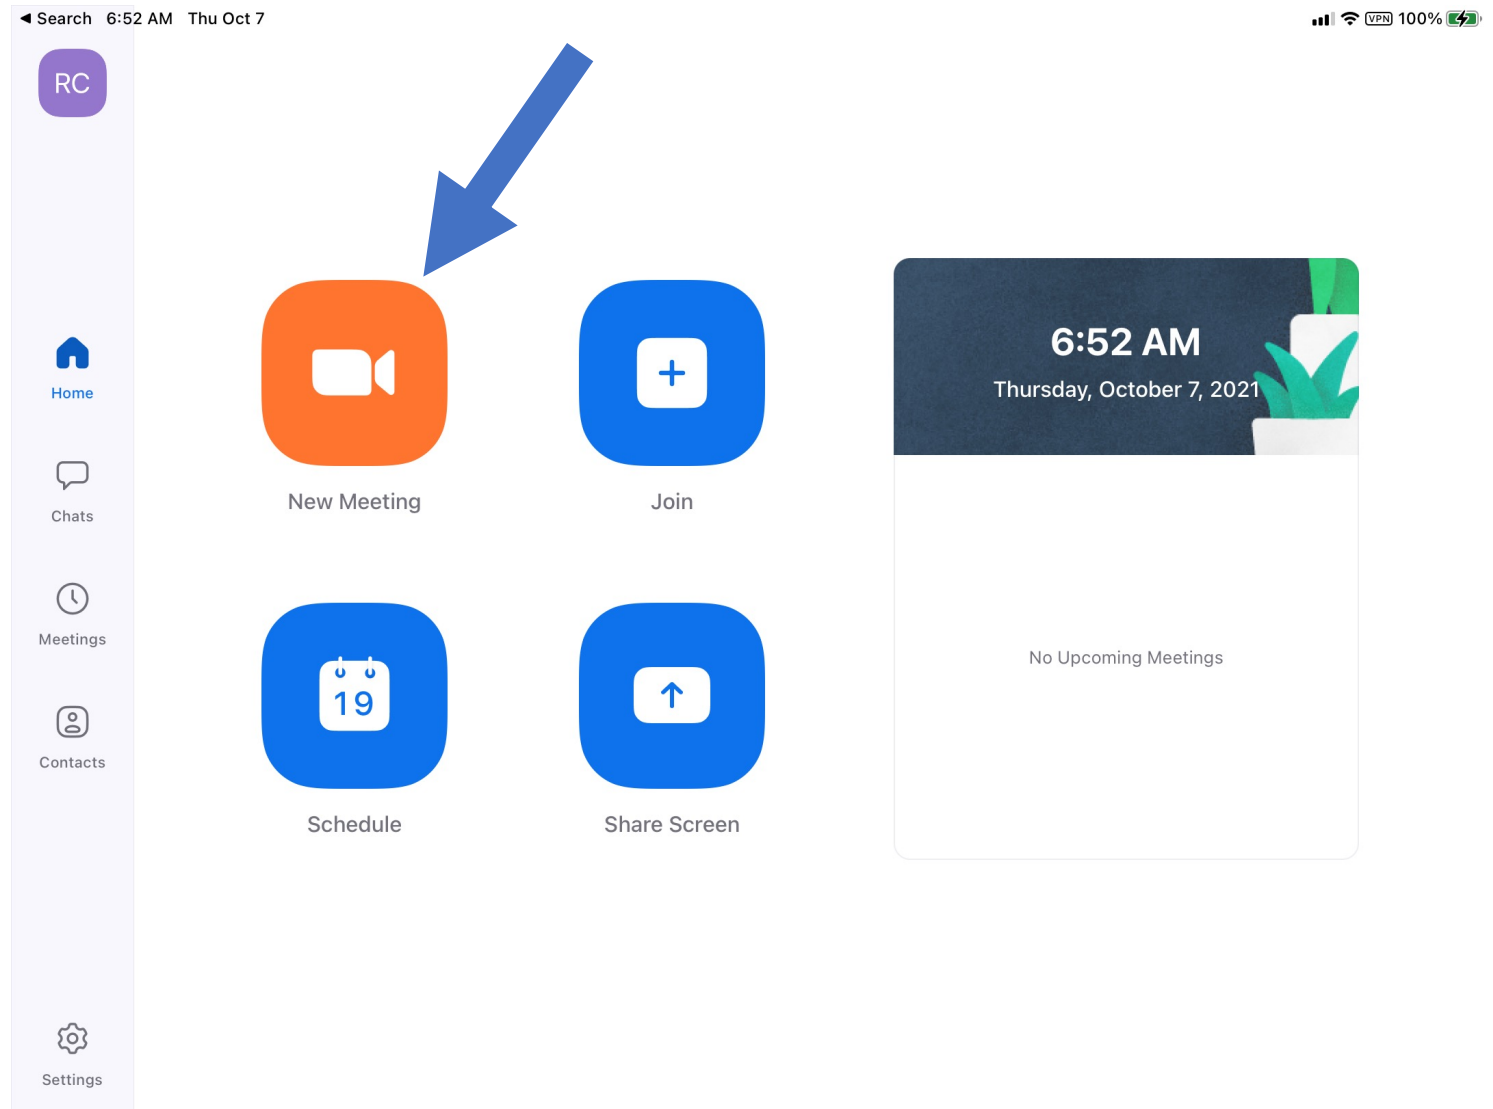 Search 6:52 AM Thu Oct 7
VPN 100%
RC
Home
Chats
Meetings
Contacts
Settings
New Meeting
Join
19
Schedule
Share Screen
6:52 AM
Thursday, October 7, 2021
No Upcoming Meetings